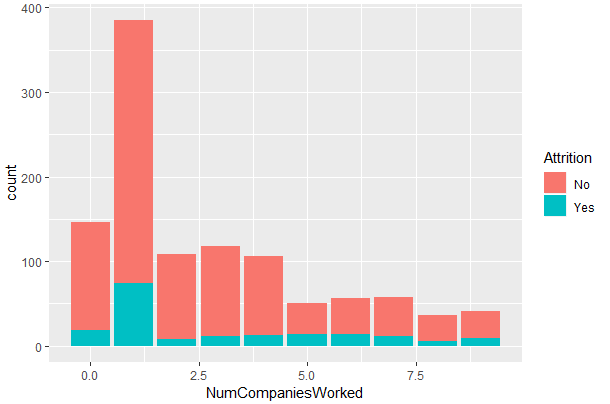 400
300
200
100
0
count
0.0 2.5 5.0 7.5
NumCompaniesWorked
Attrition
No
Yes